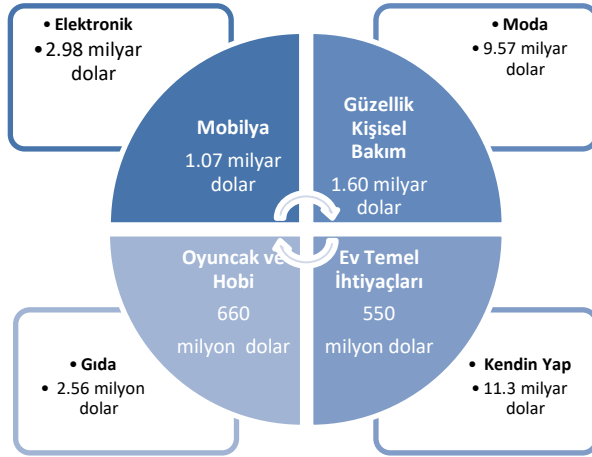 • Elektronik
• 2.98 milyar
dolar
• Moda
• 9.57 milyar
dolar
Mobilya
1.07 milyar
dolar
Güzellik
Kişisel
Bakım
1.60 milyar
dolar
Oyuncak ve
Hobi
660
milyon dolar
Ev Temel
İhtiyaçları
550
milyon dolar
• Gıda
• 2.56 milyon
dolar
• Kendin Yap
• 11.3 milyar
dolar